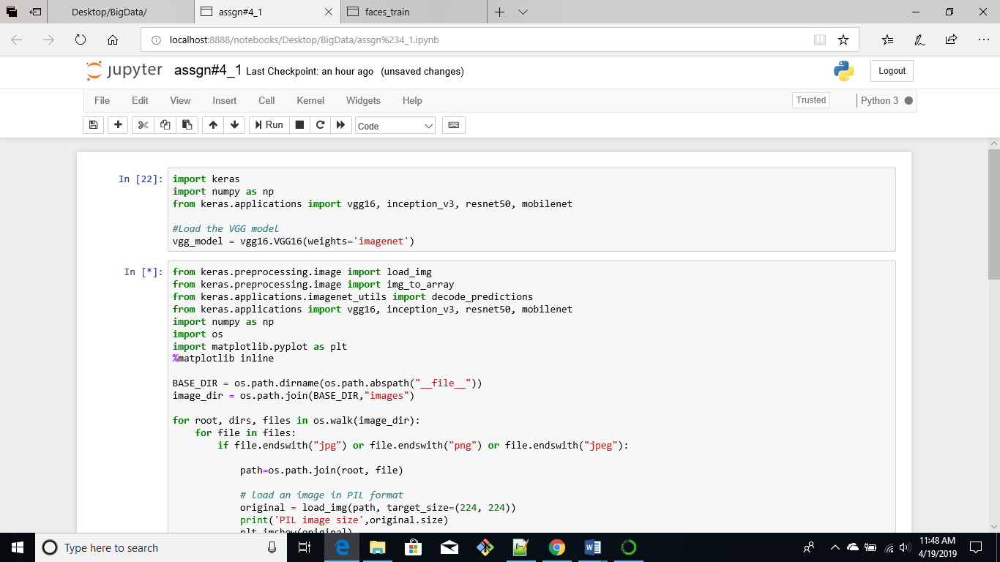 Desktop/BigData/
assgn#4_1
faces_train
localhost:8888/notebooks/Desktop/BigData/assgn%234_1.ipynb
jupyter assgn#4_1 Last Checkpoint: an hour ago (unsaved changes)
Logout
File Edit View Insert Cell Kernel Widgets Help
Trusted
Python 3
Run
Code
In [22]:
import keras
import numpy as np
from keras.applications import vgg16, inception_v3, resnet50, mobilenet
#Load the VGG model
vgg_model = vgg16.VGG16(weights='imagenet')
In [*]:
from keras.preprocessing.image import load_img
from keras.preprocessing.image import img_to_array
from keras.applications.imagenet_utils import decode_predictions
from keras.applications import vgg16, inception_v3, resnet50, mobilenet
import numpy as np
import os
import matplotlib.pyplot as plt
%matplotlib inline
BASE_DIR = os.path.dirname(os.path.abspath("__file__"))
image_dir = os.path.join(BASE_DIR,"images")
for root, dirs, files in os.walk(image_dir):
for file in files:
if file.endswith("jpg") or file.endswith("png") or file.endswith("jpeg"):
path=os.path.join(root, file)
# load an image in PIL format
original = load_img(path, target_size=(224, 224))
print('PIL image size',original.size)
plt.imshow(original)
Type here to search
11:48 AM
4/19/2019